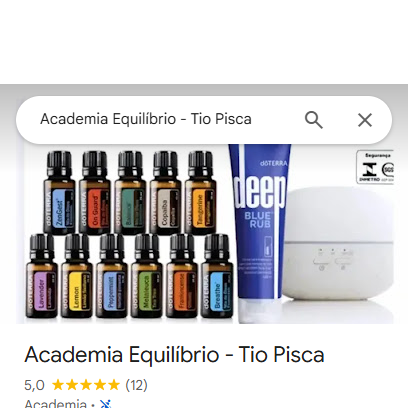 Academia Equilíbrio - Tio Pisca
dōTERRA
Segurança
deep
BLUE
RUB
INMETRO
ZenGest
On Guard
Balance
Copaiba
Tangerine
Lavender
Lemon
Peppermint
Melaleuca
Frankincense
Breathe
Academia Equilíbrio - Tio Pisca
5,0 (12)
Academia ·